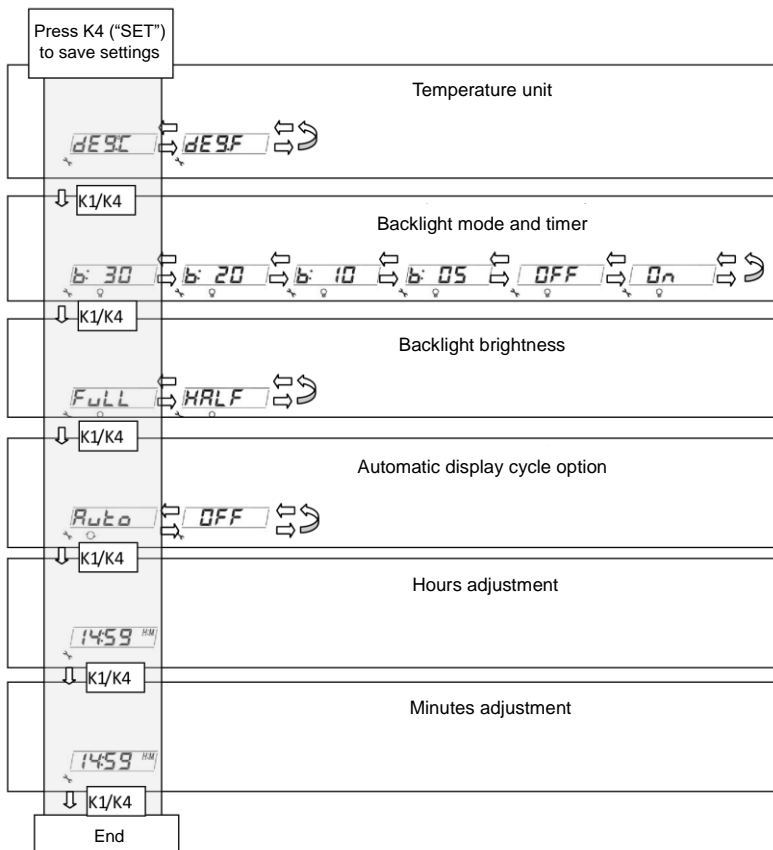 Press K4 (“SET”)
to save settings
Temperature unit
dEg°C dEg.F
K1/K4
Backlight mode and timer
b: 30 b: 20 b: 10 b: 05 OFF On
K1/K4
Backlight brightness
FuLL HALF
K1/K4
Automatic display cycle option
Auto OFF
K1/K4
Hours adjustment
14:59 H:M
K1/K4
Minutes adjustment
14:59 H:M
K1/K4
End